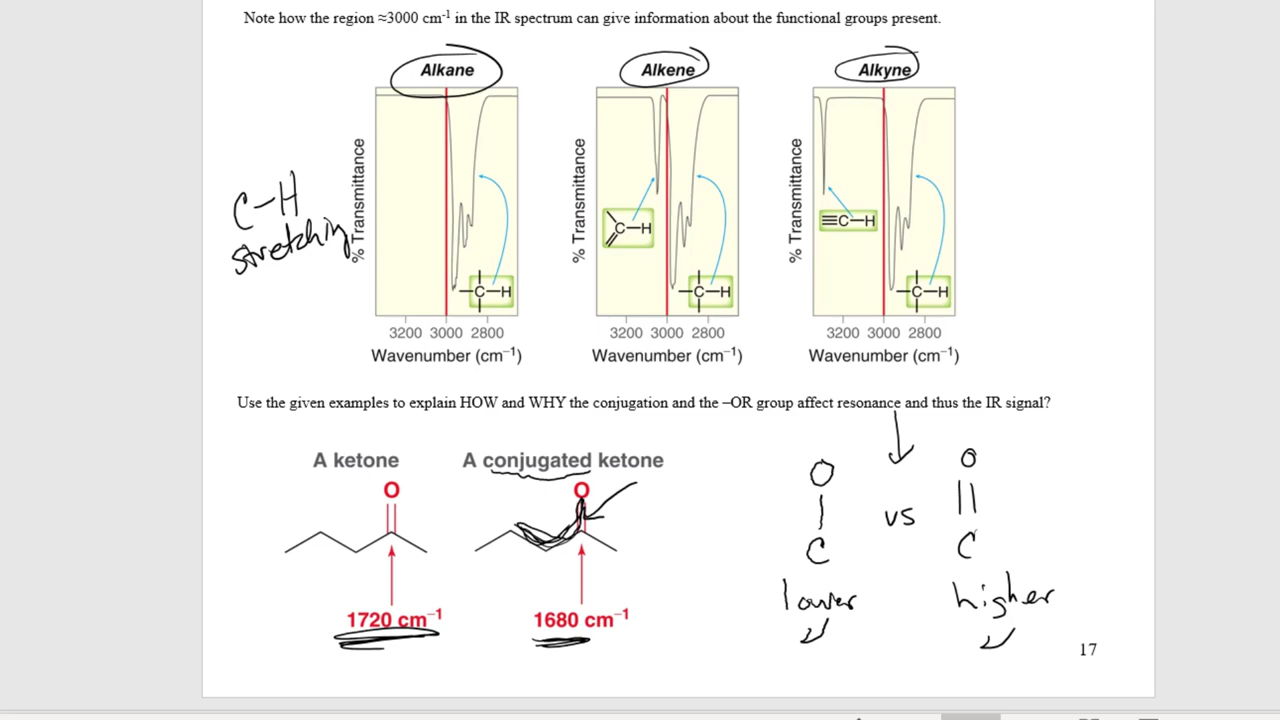 Note how the region ≈3000 cm⁻¹ in the IR spectrum can give information about the functional groups present.
Alkane
Alkene
Alkyne
C-H
stretching
% Transmittance
% Transmittance
% Transmittance
C-H
≡C-H
C-H
C-H
C-H
3200 3000 2800
3200 3000 2800
3200 3000 2800
Wavenumber (cm⁻¹)
Wavenumber (cm⁻¹)
Wavenumber (cm⁻¹)
Use the given examples to explain HOW and WHY the conjugation and the –OR group affect resonance and thus the IR signal?
A ketone
A conjugated ketone
O
O
O
O
vs
C
C
lower
higher
1720 cm⁻¹
1680 cm⁻¹
17